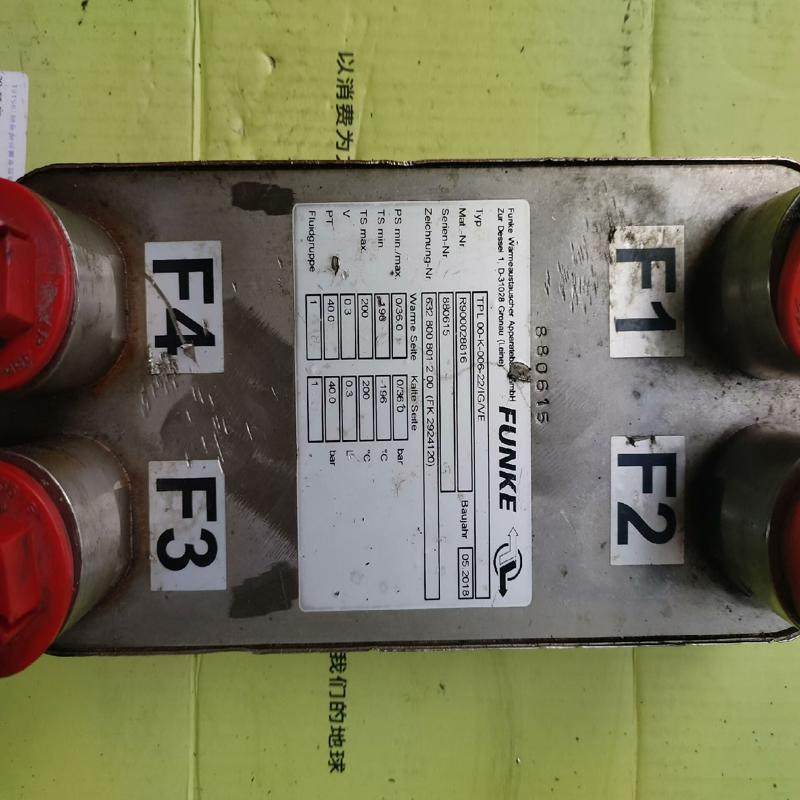 F1
F2
880615
Funke Wärmeaustauscher Apparatebau GmbH
Zur Dessel 1, D-31028 Gronau (Leine)
FUNKE
Typ TPL 00-K-006-22/IG/VE
Mat.-Nr. R900028616 Baujahr 05.2018
Serien-Nr. 880615
Zeichnung-Nr. 632 800 801-2 00 (FK 2924120)
Warme Seite Kalte Seite
PS min./max. 0/36.0 0/36.0 bar
TS min. -196 -196 °C
TS max. 200 200 °C
V 0.3 0.3 L
PT 40.0 40.0 bar
Fluidgruppe 1 1
F4
F3
以消费为
我们的地球